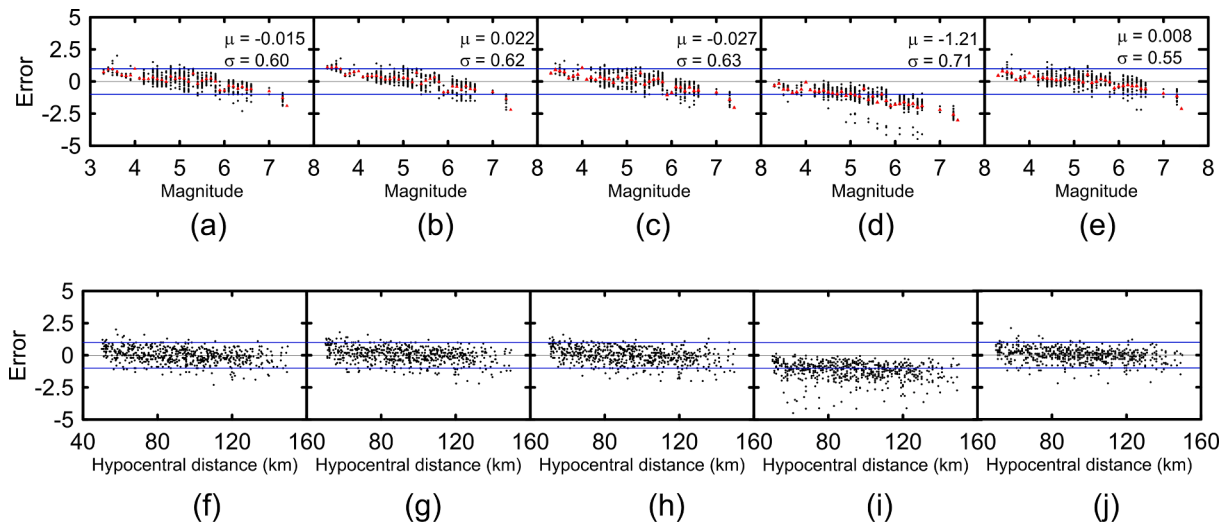 5
2.5
0
-2.5
-5
Error
μ = -0.015
σ = 0.60
μ = 0.022
σ = 0.62
μ = -0.027
σ = 0.63
μ = -1.21
σ = 0.71
μ = 0.008
σ = 0.55
3 4 5 6 7 8 4 5 6 7 8 4 5 6 7 8 4 5 6 7 8 4 5 6 7 8
Magnitude Magnitude Magnitude Magnitude Magnitude
(a) (b) (c) (d) (e)
5
2.5
0
-2.5
-5
Error
40 80 120 160 80 120 160 80 120 160 80 120 160 80 120 160
Hypocentral distance (km) Hypocentral distance (km) Hypocentral distance (km) Hypocentral distance (km) Hypocentral distance (km)
(f) (g) (h) (i) (j)